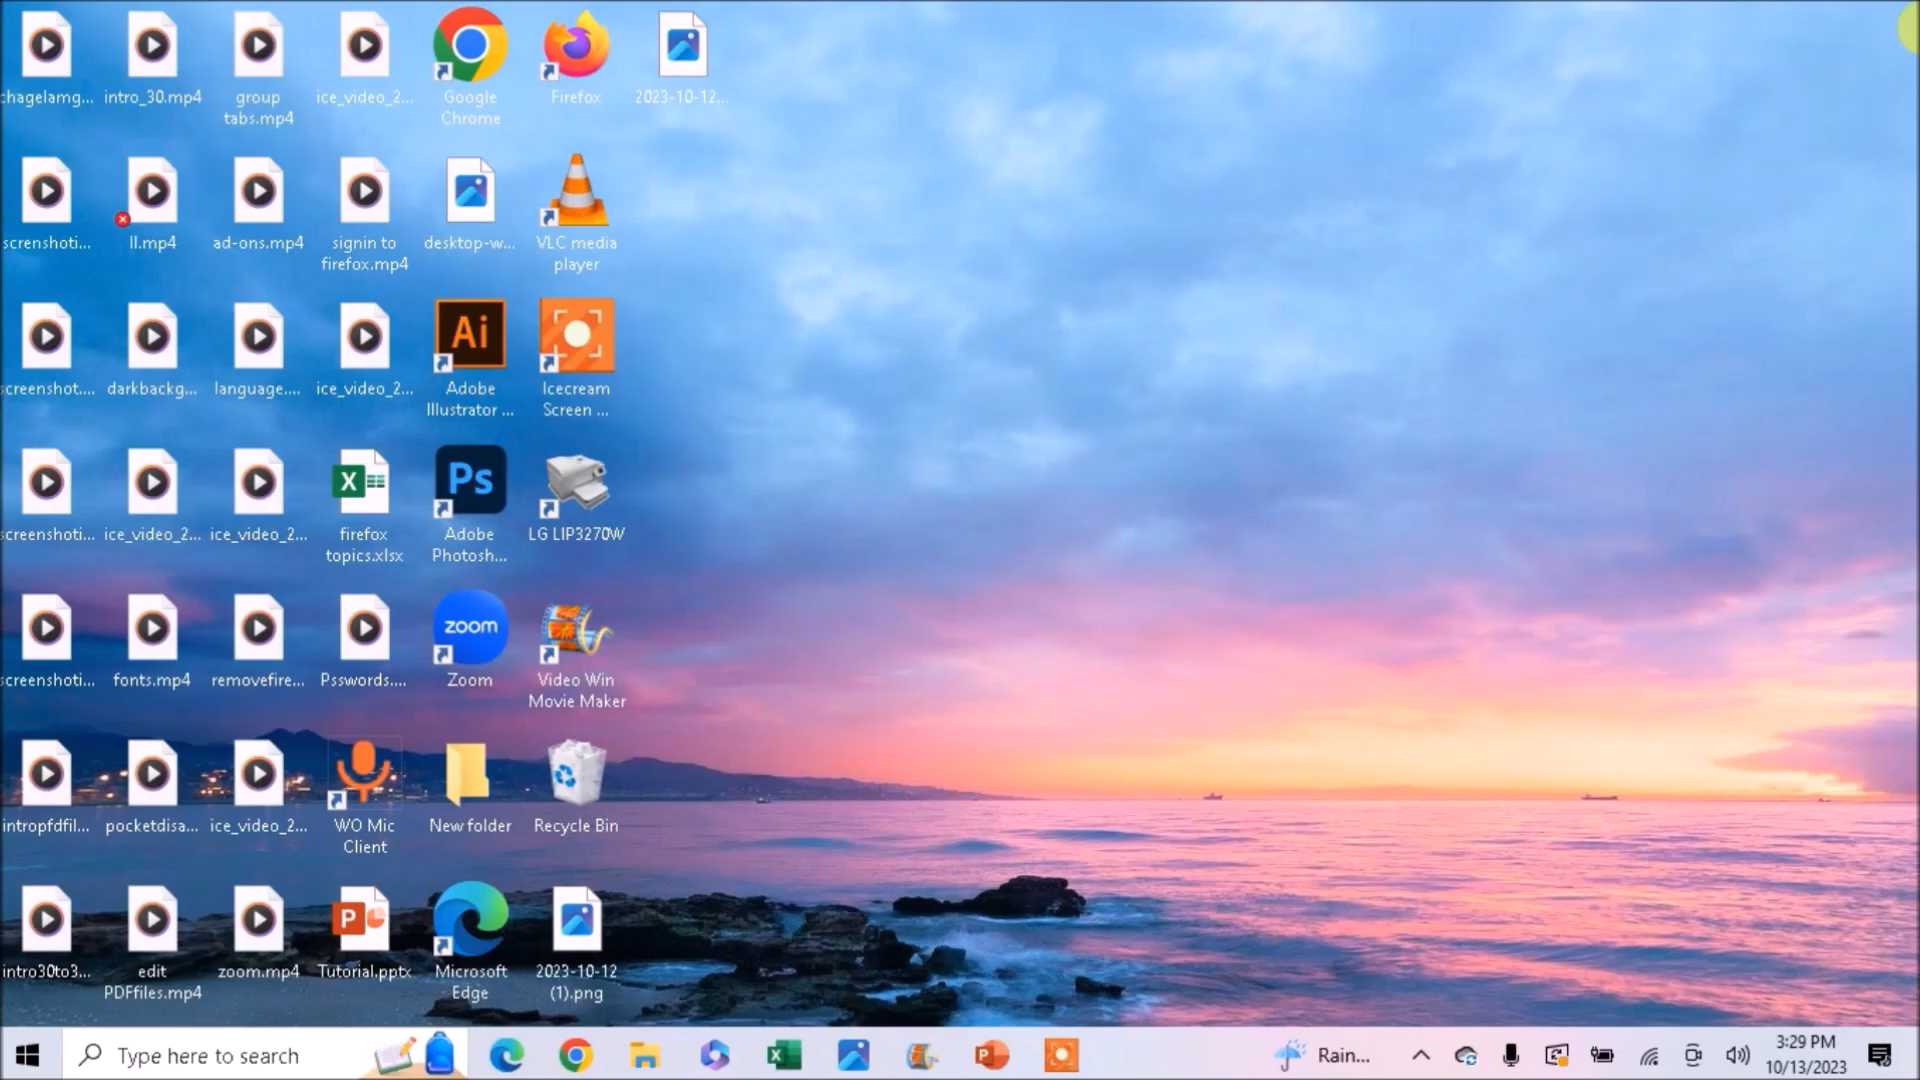 chagelamg...
intro_30.mp4
group
tabs.mp4
ice_video_2...
Google
Chrome
Firefox
2023-10-12...
screnshoti...
ll.mp4
ad-ons.mp4
signin to
firefox.mp4
desktop-w...
VLC media
player
screenshot....
darkbackg...
language....
ice_video_2...
Ai
Adobe
Illustrator ...
Icecream
Screen ...
screenshoti...
ice_video_2...
ice_video_2...
X
firefox
topics.xlsx
Ps
Adobe
Photosh...
LG LIP3270W
screenshoti...
fonts.mp4
removefire...
Psswords....
zoom
Zoom
Video Win
Movie Maker
intropfdfil...
pocketdisa...
ice_video_2...
WO Mic
Client
New folder
Recycle Bin
intro30to3...
edit
PDFfiles.mp4
zoom.mp4
P
Tutorial.pptx
Microsoft
Edge
2023-10-12
(1).png
Type here to search
X
P
Rain...
3:29 PM
10/13/2023